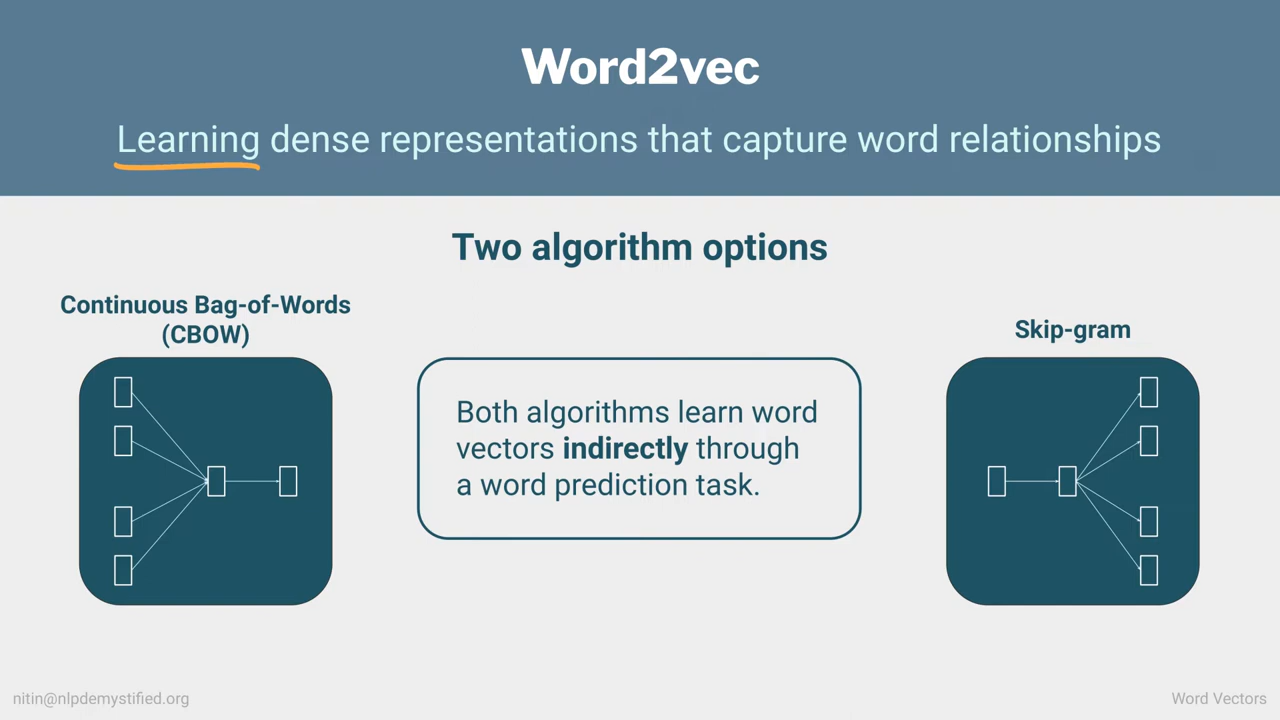 Word2vec
Learning dense representations that capture word relationships
Two algorithm options
Continuous Bag-of-Words
(CBOW)
Skip-gram
Both algorithms learn word
vectors indirectly through
a word prediction task.
nitin@nlpdemystified.org
Word Vectors